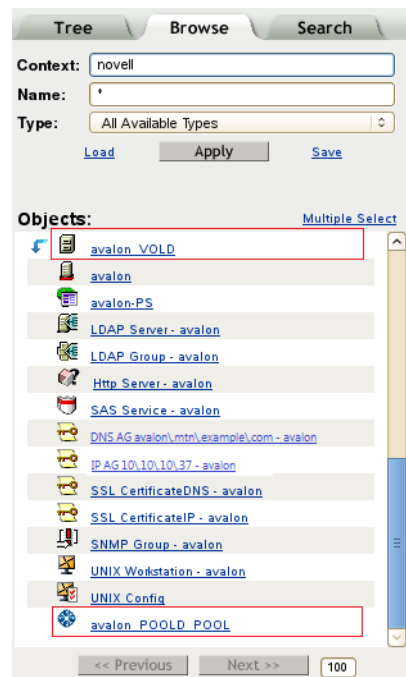 Tree Browse Search
Context: novell
Name: *
Type: All Available Types
Load Apply Save
Objects: Multiple Select
avalon_VOLD
avalon
avalon-PS
LDAP Server - avalon
LDAP Group - avalon
Http Server - avalon
SAS Service - avalon
DNS AG avalon\.mtn\.example\.com - avalon
IP AG 10\.10\.10\.37 - avalon
SSL CertificateDNS - avalon
SSL CertificateIP - avalon
SNMP Group - avalon
UNIX Workstation - avalon
UNIX Config
avalon_POOLD_POOL
<< Previous Next >> 100